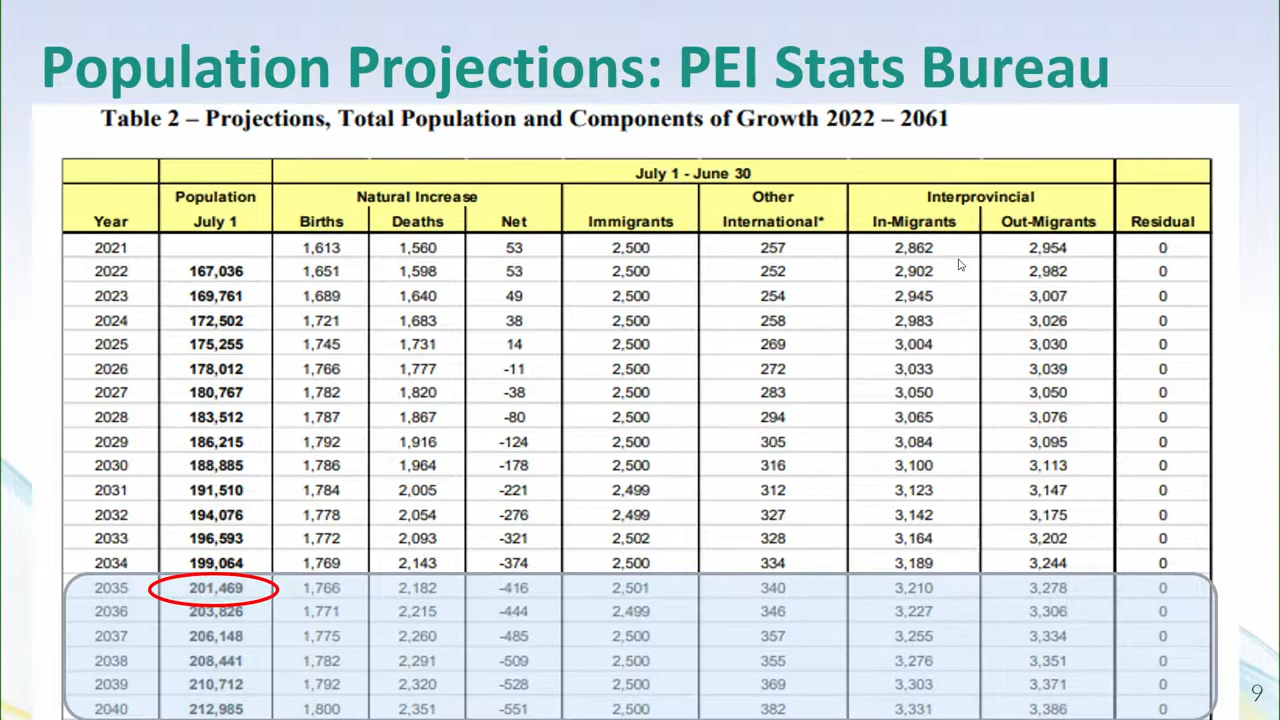 Population Projections: PEI Stats Bureau
Table 2 – Projections, Total Population and Components of Growth 2022 – 2061
July 1 - June 30
Population Natural Increase Other Interprovincial
Year July 1 Births Deaths Net Immigrants International* In-Migrants Out-Migrants Residual
2021 1,613 1,560 53 2,500 257 2,862 2,954 0
2022 167,036 1,651 1,598 53 2,500 252 2,902 2,982 0
2023 169,761 1,689 1,640 49 2,500 254 2,945 3,007 0
2024 172,502 1,721 1,683 38 2,500 258 2,983 3,026 0
2025 175,255 1,745 1,731 14 2,500 269 3,004 3,030 0
2026 178,012 1,766 1,777 -11 2,500 272 3,033 3,039 0
2027 180,767 1,782 1,820 -38 2,500 283 3,050 3,050 0
2028 183,512 1,787 1,867 -80 2,500 294 3,065 3,076 0
2029 186,215 1,792 1,916 -124 2,500 305 3,084 3,095 0
2030 188,885 1,786 1,964 -178 2,500 316 3,100 3,113 0
2031 191,510 1,784 2,005 -221 2,499 312 3,123 3,147 0
2032 194,076 1,778 2,054 -276 2,499 327 3,142 3,175 0
2033 196,593 1,772 2,093 -321 2,502 328 3,164 3,202 0
2034 199,064 1,769 2,143 -374 2,500 334 3,189 3,244 0
2035 201,469 1,766 2,182 -416 2,501 340 3,210 3,278 0
2036 203,826 1,771 2,215 -444 2,499 346 3,227 3,306 0
2037 206,148 1,775 2,260 -485 2,500 357 3,255 3,334 0
2038 208,441 1,782 2,291 -509 2,500 355 3,276 3,351 0
2039 210,712 1,792 2,320 -528 2,500 369 3,303 3,371 0
2040 212,985 1,800 2,351 -551 2,500 382 3,331 3,386 0
9